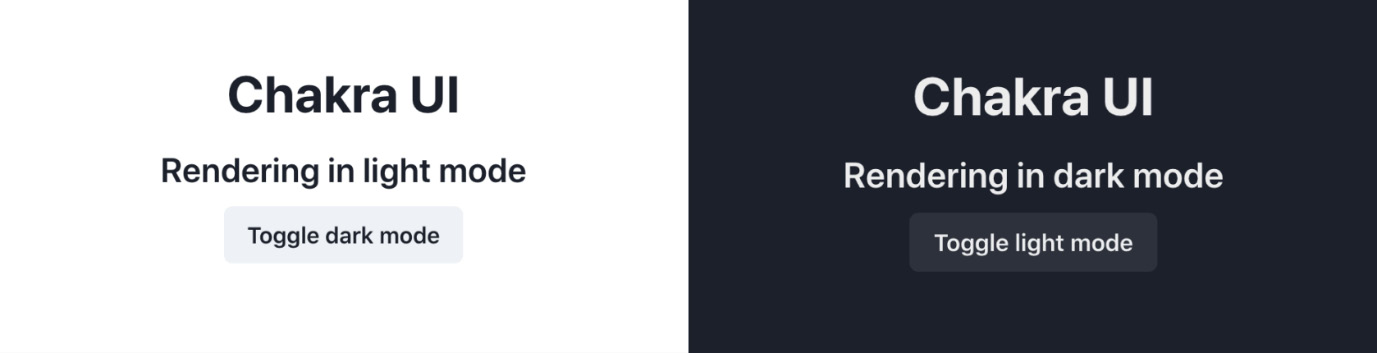 Chakra UI
Rendering in light mode
Toggle dark mode
Chakra UI
Rendering in dark mode
Toggle light mode